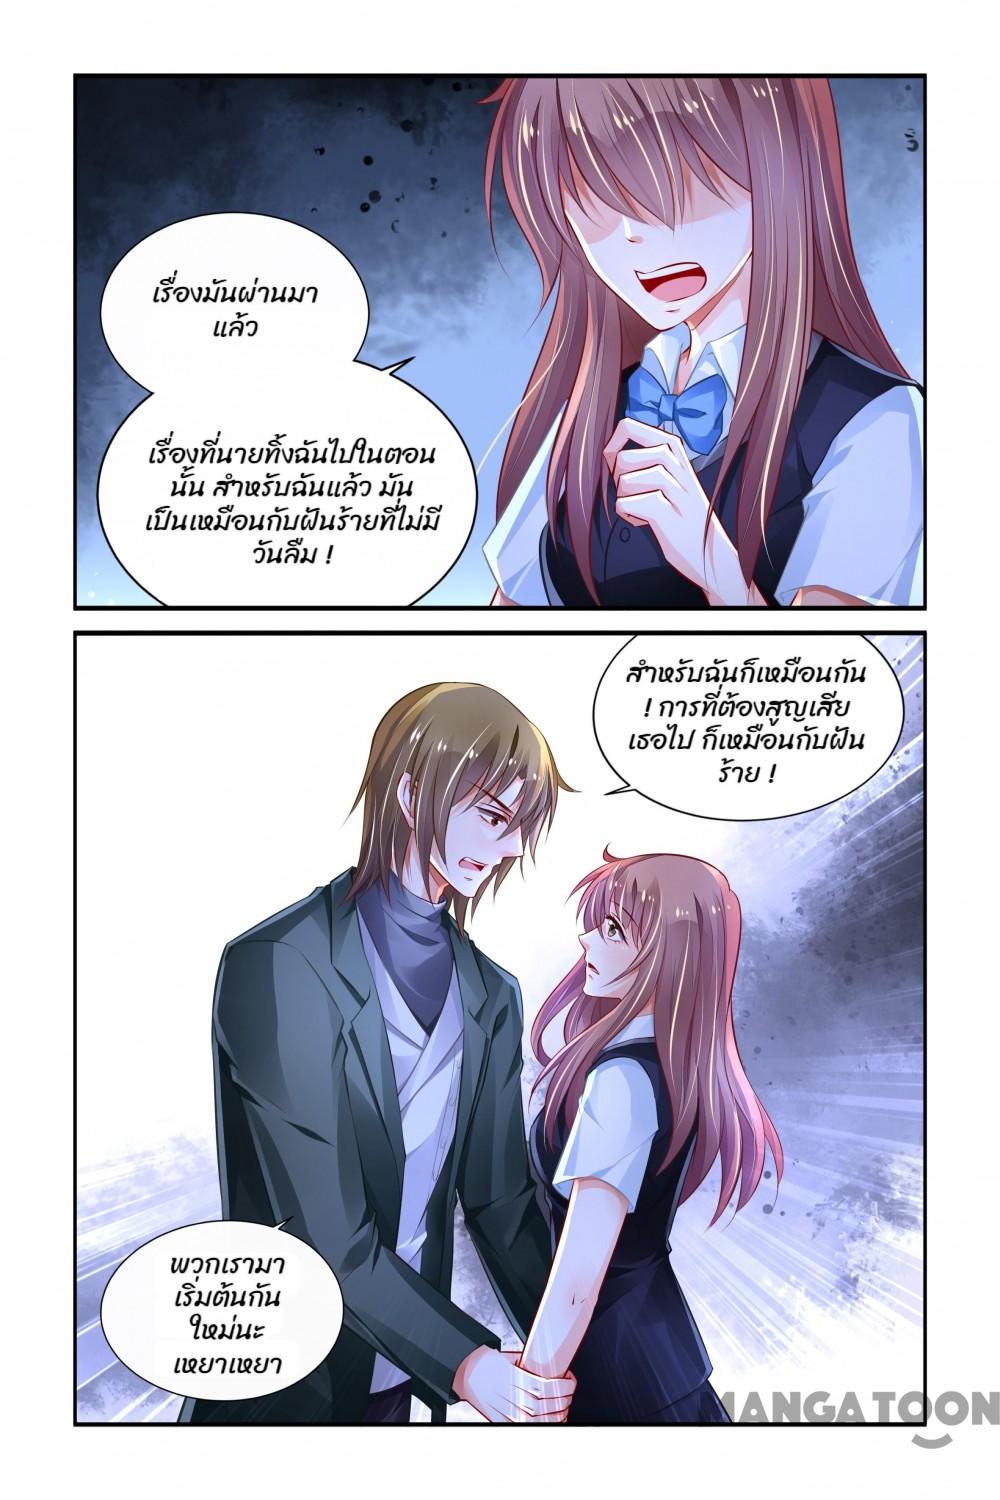 เรื่องมันผ่านมา
แล้ว
เรื่องที่นายทิ้งฉันไปในตอน
นั้น สำหรับฉันแล้ว มัน
เป็นเหมือนกับฝันร้ายที่ไม่มี
วันลืม !
สำหรับฉันก็เหมือนกัน
! การที่ต้องสูญเสีย
เธอไป ก็เหมือนกับฝัน
ร้าย !
พวกเรามา
เริ่มต้นกัน
ใหม่นะ
เหยาเหยา
MANGATOON